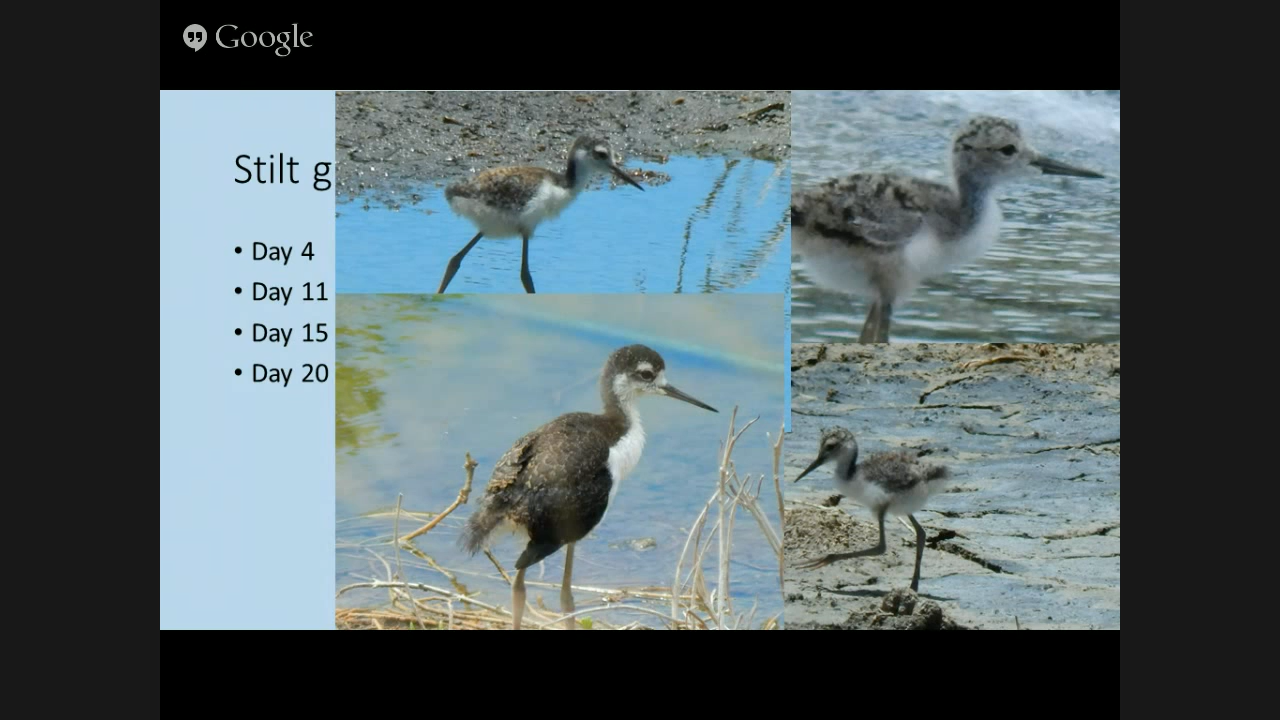 Google
Stilt g
• Day 4
• Day 11
• Day 15
• Day 20